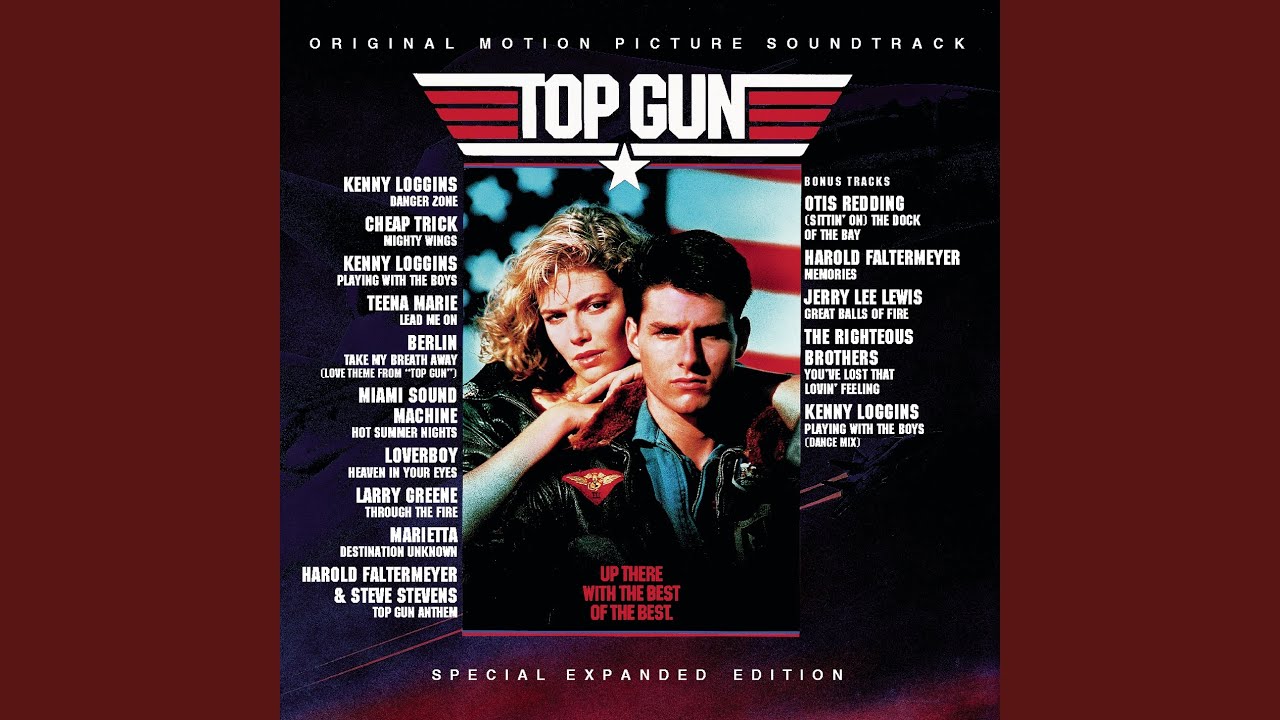 ORIGINAL MOTION PICTURE SOUNDTRACK
TOP GUN
KENNY LOGGINS
DANGER ZONE
CHEAP TRICK
MIGHTY WINGS
KENNY LOGGINS
PLAYING WITH THE BOYS
TEENA MARIE
LEAD ME ON
BERLIN
TAKE MY BREATH AWAY
(LOVE THEME FROM “TOP GUN”)
MIAMI SOUND
MACHINE
HOT SUMMER NIGHTS
LOVERBOY
HEAVEN IN YOUR EYES
LARRY GREENE
THROUGH THE FIRE
MARIETTA
DESTINATION UNKNOWN
HAROLD FALTERMEYER
& STEVE STEVENS
TOP GUN ANTHEM
BONUS TRACKS
OTIS REDDING
(SITTIN' ON) THE DOCK
OF THE BAY
HAROLD FALTERMEYER
MEMORIES
JERRY LEE LEWIS
GREAT BALLS OF FIRE
THE RIGHTEOUS
BROTHERS
YOU'VE LOST THAT
LOVIN' FEELING
KENNY LOGGINS
PLAYING WITH THE BOYS
(DANCE MIX)
UP THERE
WITH THE BEST
OF THE BEST.
SPECIAL EXPANDED EDITION